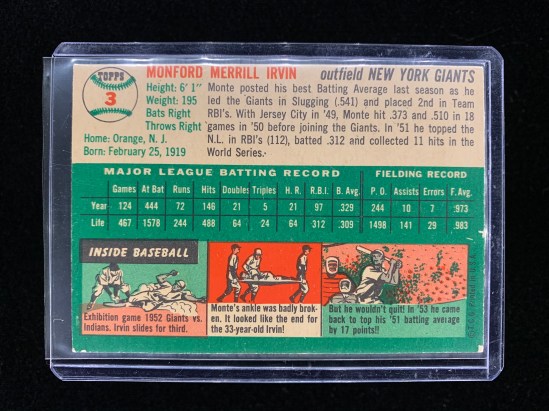 TOPPS
3
MONFORD MERRILL IRVIN outfield NEW YORK GIANTS
Height: 6' 1"
Weight: 195
Bats Right
Throws Right
Home: Orange, N. J.
Born: February 25, 1919
Monte posted his best Batting Average last season as
he led the Giants in Slugging (.541) and placed 2nd in Team
RBI's. With Jersey City in '49, Monte hit .373 and .510 in 18
games in '50 before joining the Giants. In '51 he topped the
N.L. in RBI's (112), batted .312 and collected 11 hits in the
World Series.
MAJOR LEAGUE BATTING RECORD FIELDING RECORD
Games At Bat Runs Hits Doubles Triples H. R. R.B.I. B. Avg. P. O. Assists Errors F. Avg.
Year 124 444 72 146 21 5 21 97 .329 244 10 7 .973
Life 467 1567 244 488 64 24 64 317 .309 1498 141 29 .983
INSIDE BASEBALL
Exhibition game 1952 Giants vs.
Indians. Irvin slides for third.
Monte's ankle was badly brok-
en. It looked like the end for
the 33-year-old Irvin!
But he wouldn't quit! In '53 he came
back to top his '51 batting average
by 17 points!!